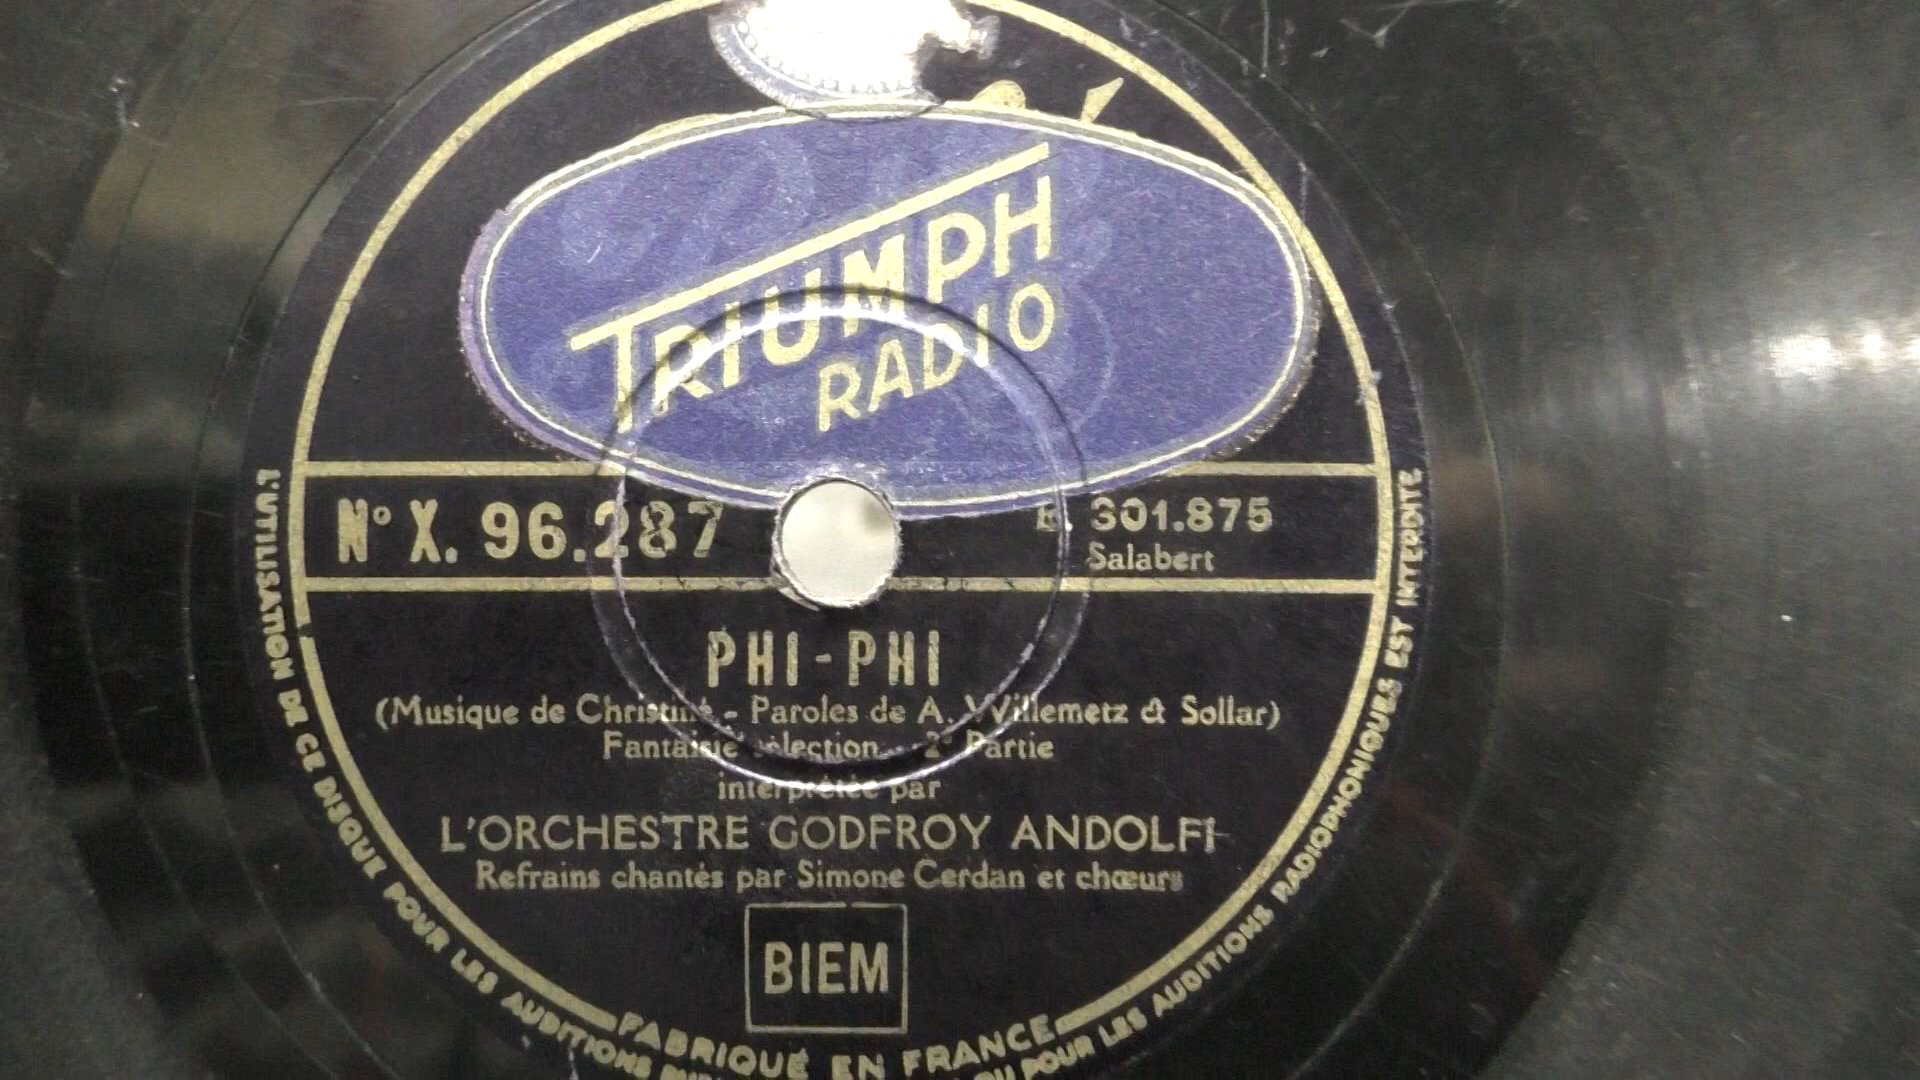 TRIUMPH
RADIO
Nº X. 96.287
301.875
Salabert
PHI-PHI
(Musique de Christiné - Paroles de A. Willemetz & Sollar)
Fantaisie sélection - 2e Partie
interprétée par
L'ORCHESTRE GODFROY ANDOLFI
Refrains chantés par Simone Cerdan et chœurs
BIEM
FABRIQUÉ EN FRANCE
L'UTILISATION DE CE DISQUE POUR LES AUDITIONS
OU POUR LES AUDITIONS RADIOPHONIQUES EST INTERDITE